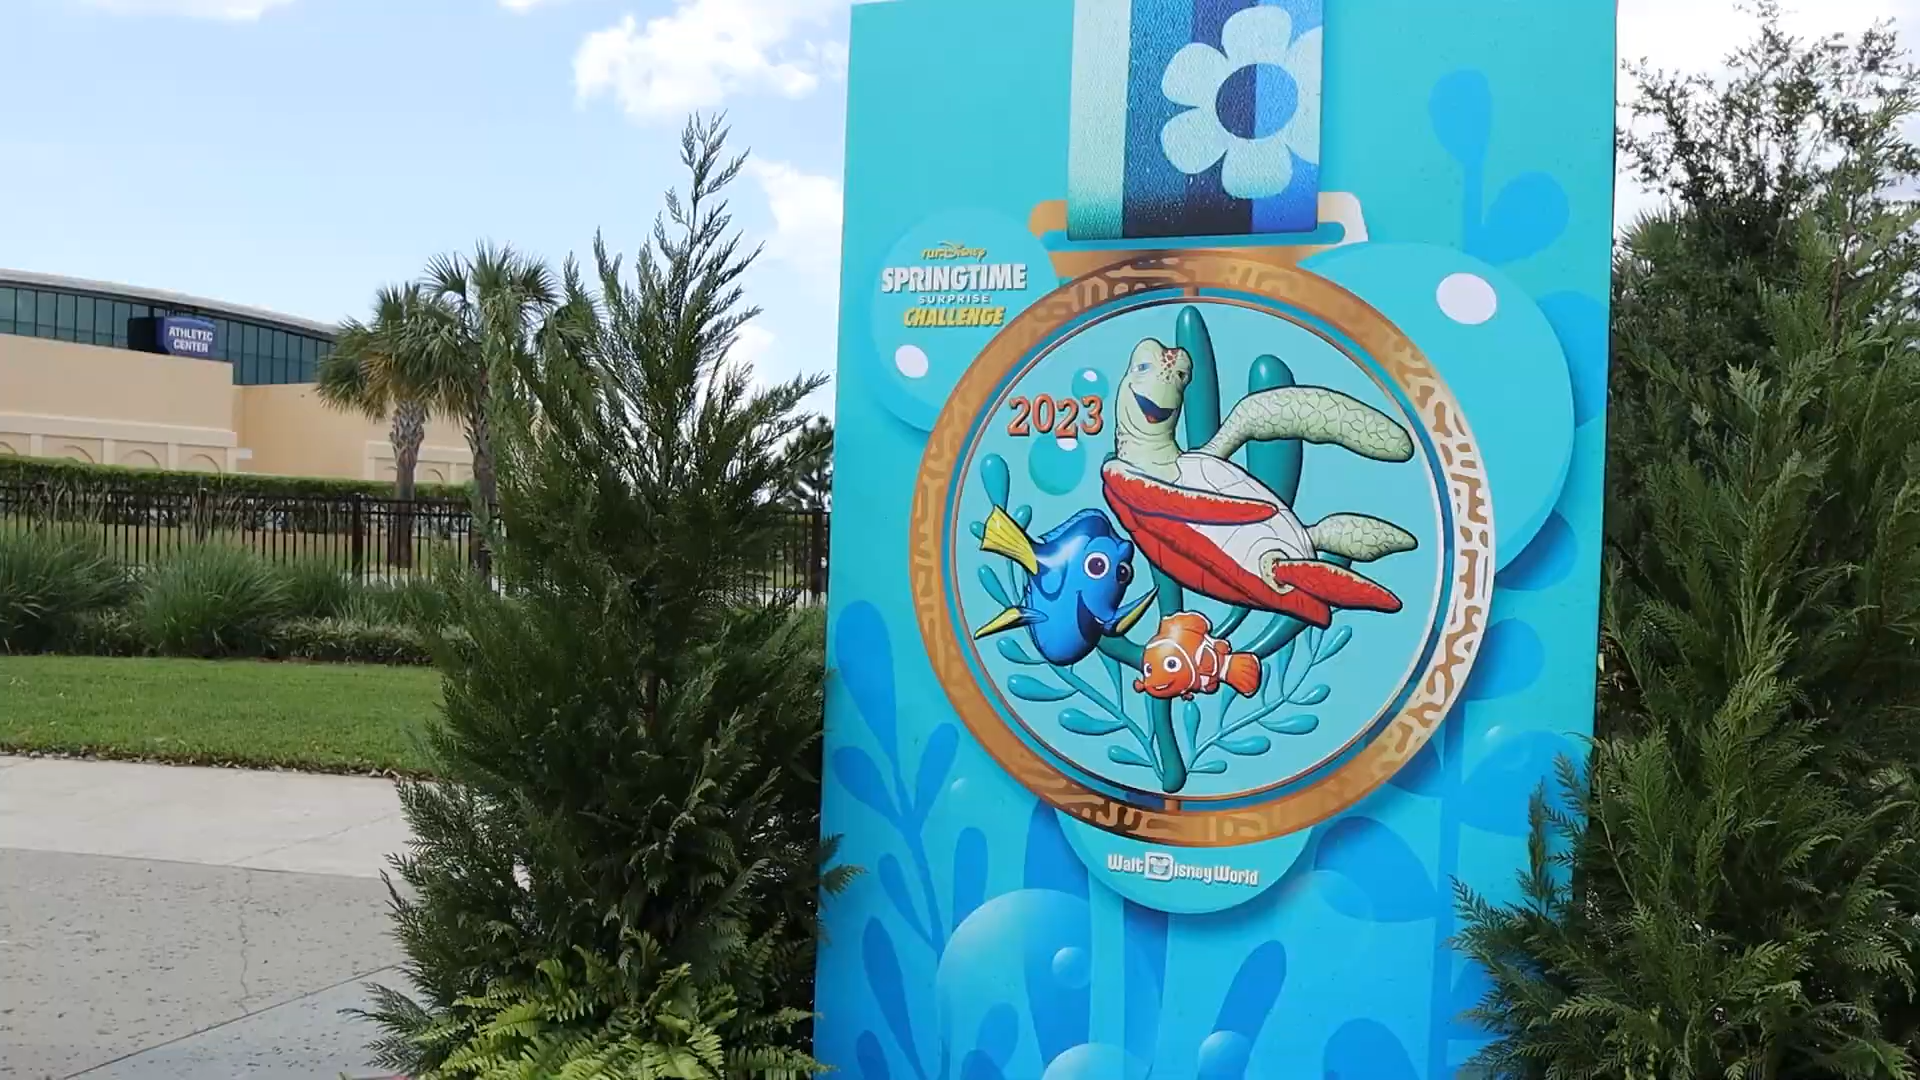 ATHLETIC
CENTER
runDisney
SPRINGTIME
SURPRISE
CHALLENGE
2023
Walt Disney World